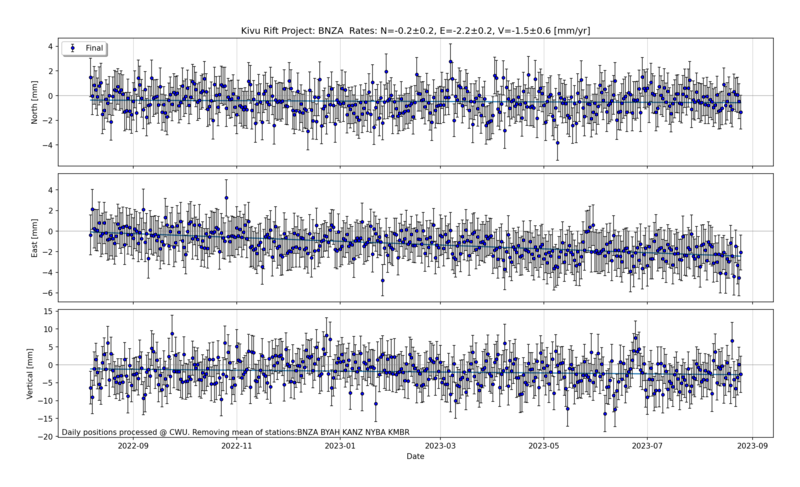 Kivu Rift Project: BNZA  Rates: N=-0.2±0.2, E=-2.2±0.2, V=-1.5±0.6 [mm/yr]
Final
North [mm]
4
2
0
−2
−4
East [mm]
4
2
0
−2
−4
−6
Vertical [mm]
15
10
5
0
−5
−10
−15
−20
Daily positions processed @ CWU. Removing mean of stations:BNZA BYAH KANZ NYBA KMBR
2022-09 2022-11 2023-01 2023-03 2023-05 2023-07 2023-09
Date